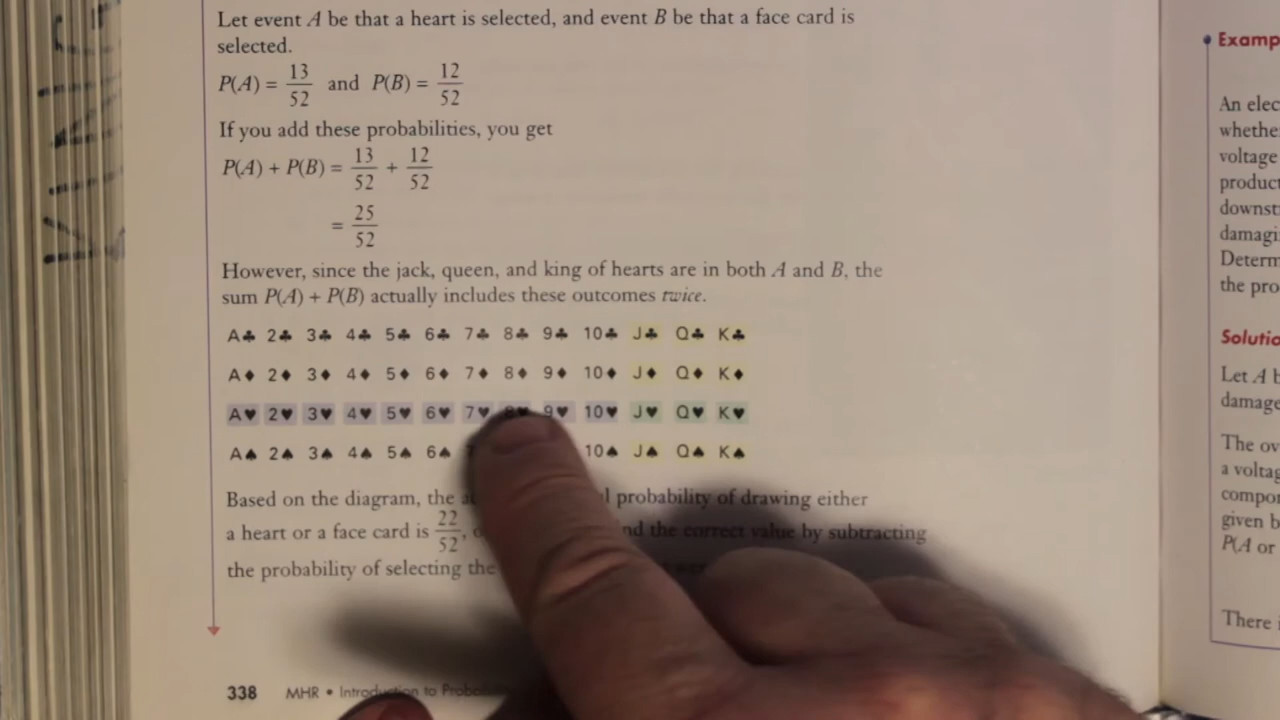 Let event A be that a heart is selected, and event B be that a face card is
selected.
P(A) = 13/52 and P(B) = 12/52
If you add these probabilities, you get
P(A) + P(B) = 13/52 + 12/52
= 25/52
However, since the jack, queen, and king of hearts are in both A and B, the
sum P(A) + P(B) actually includes these outcomes twice.
A♣ 2♣ 3♣ 4♣ 5♣ 6♣ 7♣ 8♣ 9♣ 10♣ J♣ Q♣ K♣
A♦ 2♦ 3♦ 4♦ 5♦ 6♦ 7♦ 8♦ 9♦ 10♦ J♦ Q♦ K♦
A♥ 2♥ 3♥ 4♥ 5♥ 6♥ 7♥ 8♥ 9♥ 10♥ J♥ Q♥ K♥
A♠ 2♠ 3♠ 4♠ 5♠ 6♠ 10♠ J♠ Q♠ K♠
Based on the diagram, the probability of drawing either
a heart or a face card is 22/52, the correct value by subtracting
the probability of selecting the
338 MHR • Introduction to
Examp
An elec
whethe
voltage
product
downst
damagi
Determ
the pro
Solutio
Let A b
damage
The ov
a voltag
compor
given b
P(A or
There i